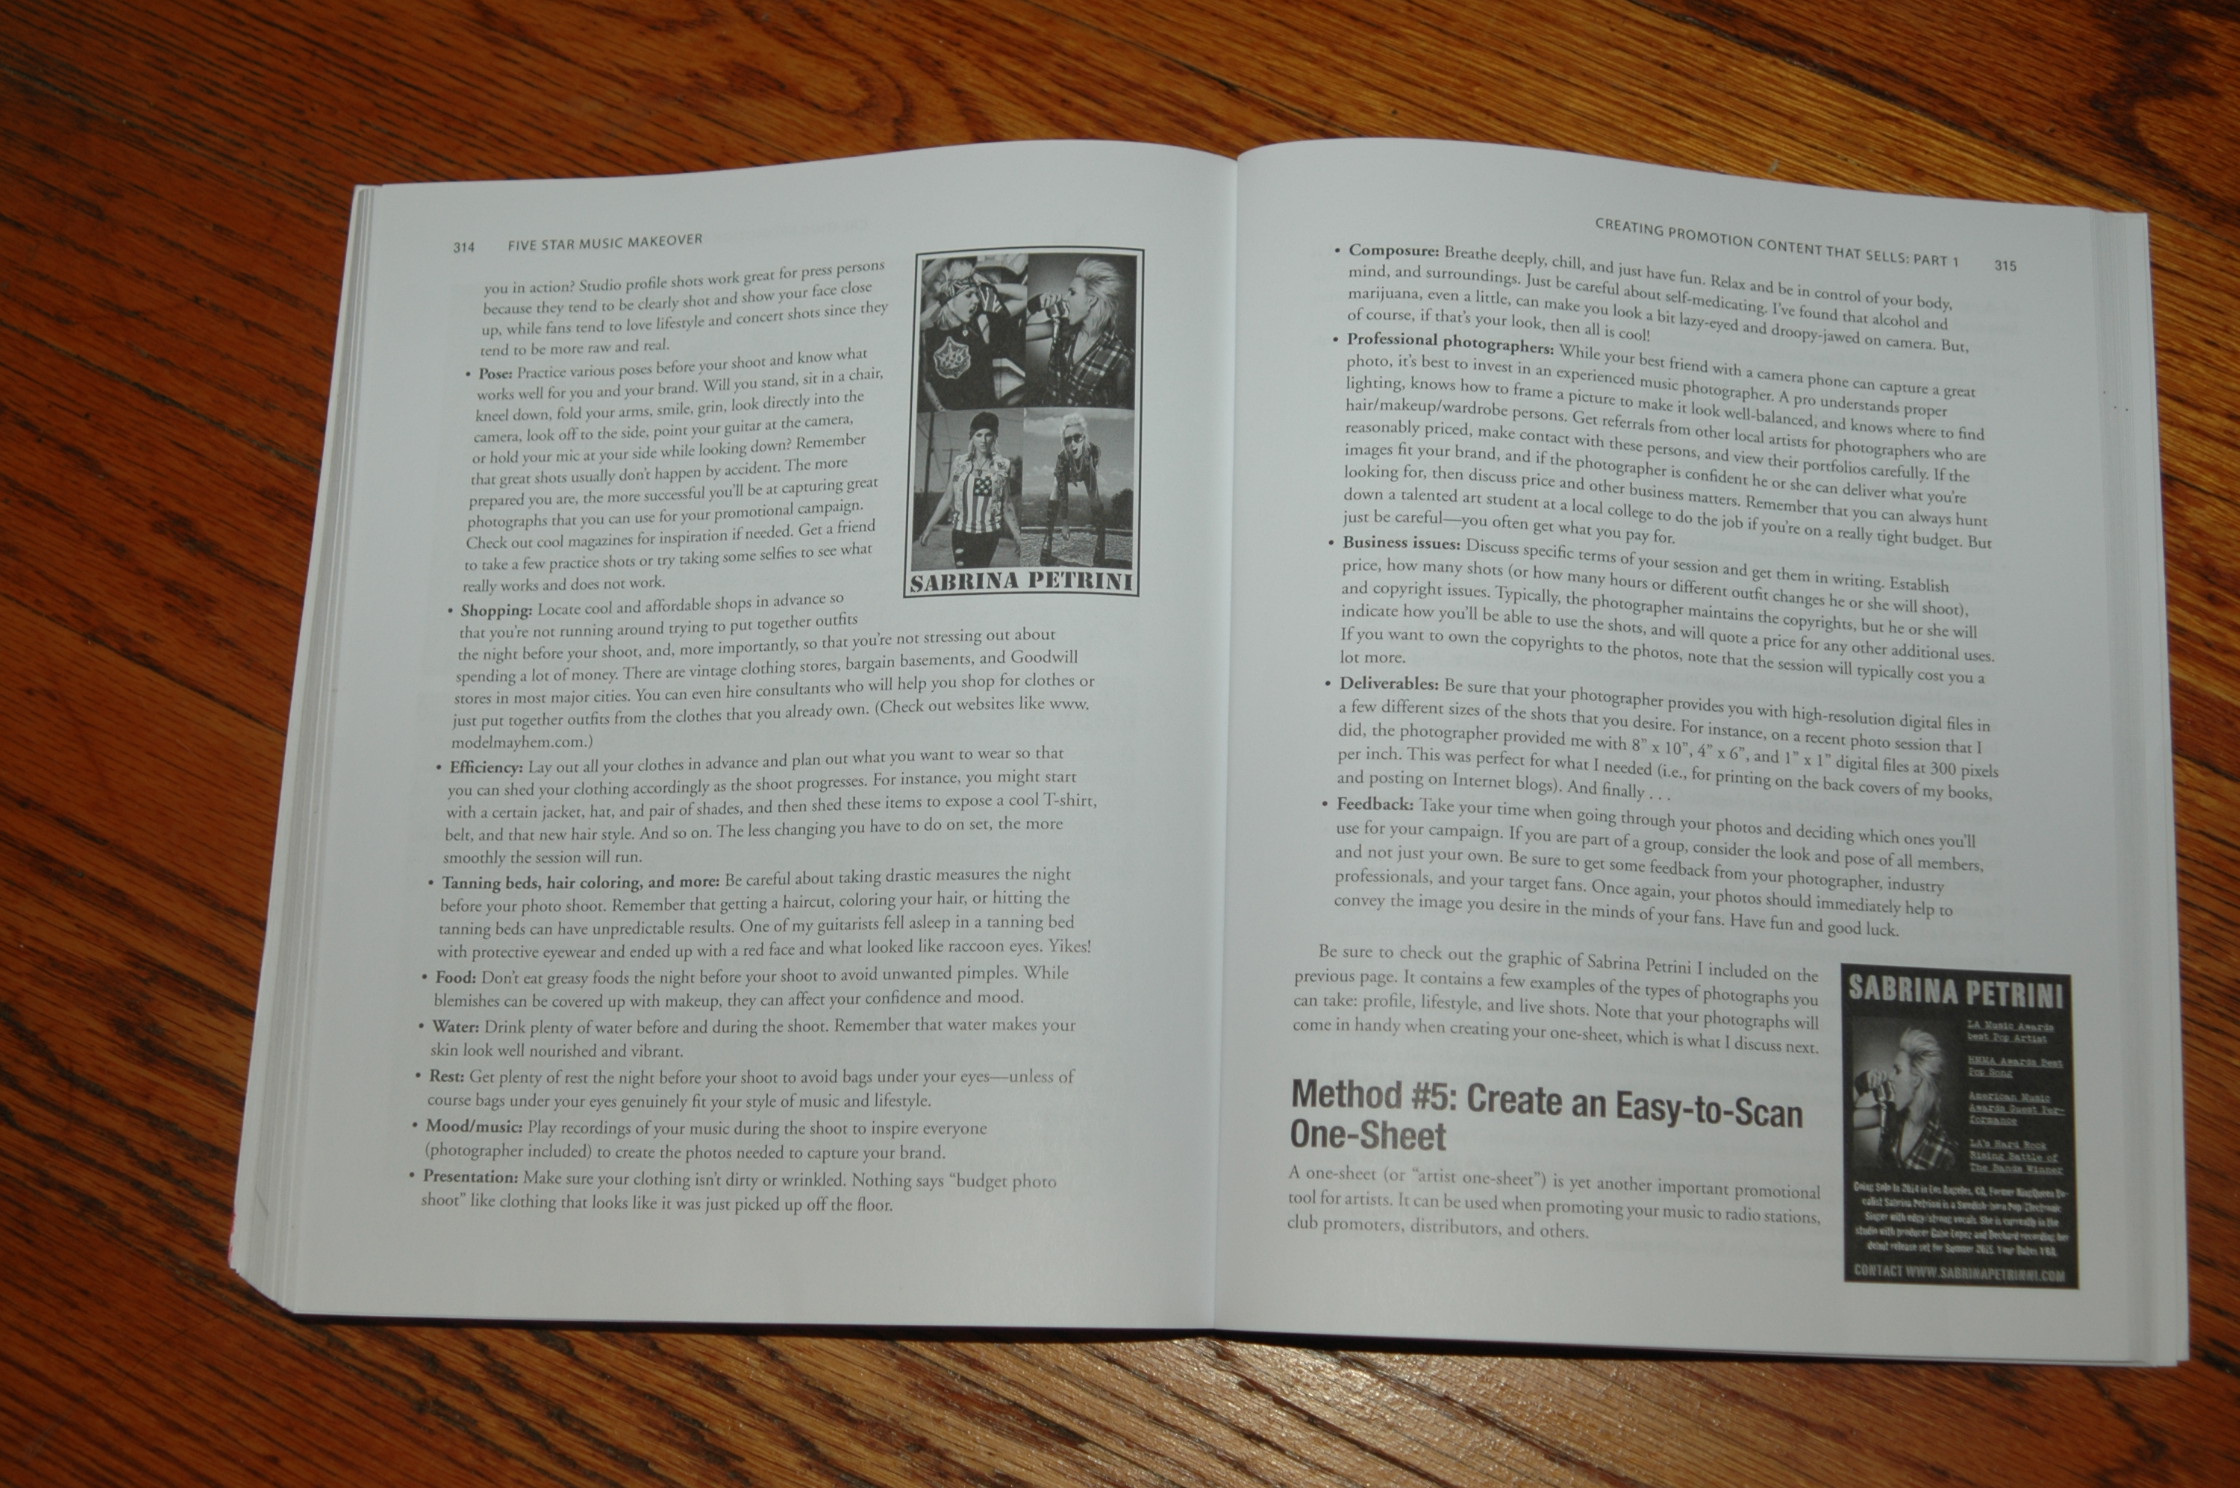 314 FIVE STAR MUSIC MAKEOVER
you in action? Studio profile shots work great for press persons
because they tend to be clearly shot and show your face close
up, while fans tend to love lifestyle and concert shots since they
tend to be more raw and real.
• Pose: Practice various poses before your shoot and know what
works well for you and your brand. Will you stand, sit in a chair,
kneel down, fold your arms, smile, grin, look directly into the
camera, look off to the side, point your guitar at the camera,
or hold your mic at your side while looking down? Remember
that great shots usually don't happen by accident. The more
prepared you are, the more successful you'll be at capturing great
photographs that you can use for your promotional campaign.
Check out cool magazines for inspiration if needed. Get a friend
to take a few practice shots or try taking some selfies to see what
really works and does not work.
SABRINA PETRINI
• Shopping: Locate cool and affordable shops in advance so
that you're not running around trying to put together outfits
the night before your shoot, and, more importantly, so that you're not stressing out about
spending a lot of money. There are vintage clothing stores, bargain basements, and Goodwill
stores in most major cities. You can even hire consultants who will help you shop for clothes or
just put together outfits from the clothes that you already own. (Check out websites like www.
modelmayhem.com.)
• Efficiency: Lay out all your clothes in advance and plan out what you want to wear so that
you can shed your clothing accordingly as the shoot progresses. For instance, you might start
with a certain jacket, hat, and pair of shades, and then shed these items to expose a cool T-shirt,
belt, and that new hair style. And so on. The less changing you have to do on set, the more
smoothly the session will run.
• Tanning beds, hair coloring, and more: Be careful about taking drastic measures the night
before your photo shoot. Remember that getting a haircut, coloring your hair, or hitting the
tanning beds can have unpredictable results. One of my guitarists fell asleep in a tanning bed
with protective eyewear and ended up with a red face and what looked like raccoon eyes. Yikes!
• Food: Don't eat greasy foods the night before your shoot to avoid unwanted pimples. While
blemishes can be covered up with makeup, they can affect your confidence and mood.
• Water: Drink plenty of water before and during the shoot. Remember that water makes your
skin look well nourished and vibrant.
• Rest: Get plenty of rest the night before your shoot to avoid bags under your eyes—unless of
course bags under your eyes genuinely fit your style of music and lifestyle.
• Mood/music: Play recordings of your music during the shoot to inspire everyone
(photographer included) to create the photos needed to capture your brand.
• Presentation: Make sure your clothing isn't dirty or wrinkled. Nothing says “budget photo
shoot” like clothing that looks like it was just picked up off the floor.
CREATING PROMOTION CONTENT THAT SELLS: PART 1 315
• Composure: Breathe deeply, chill, and just have fun. Relax and be in control of your body,
mind, and surroundings. Just be careful about self-medicating. I've found that alcohol and
marijuana, even a little, can make you look a bit lazy-eyed and droopy-jawed on camera. But,
of course, if that's your look, then all is cool!
• Professional photographers: While your best friend with a camera phone can capture a great
photo, it's best to invest in an experienced music photographer. A pro understands proper
lighting, knows how to frame a picture to make it look well-balanced, and knows where to find
hair/makeup/wardrobe persons. Get referrals from other local artists for photographers who are
reasonably priced, make contact with these persons, and view their portfolios carefully. If the
images fit your brand, and if the photographer is confident he or she can deliver what you're
looking for, then discuss price and other business matters. Remember that you can always hunt
down a talented art student at a local college to do the job if you're on a really tight budget. But
just be careful—you often get what you pay for.
• Business issues: Discuss specific terms of your session and get them in writing. Establish
price, how many shots (or how many hours or different outfit changes he or she will shoot),
and copyright issues. Typically, the photographer maintains the copyrights, but he or she will
indicate how you'll be able to use the shots, and will quote a price for any other additional uses.
If you want to own the copyrights to the photos, note that the session will typically cost you a
lot more.
• Deliverables: Be sure that your photographer provides you with high-resolution digital files in
a few different sizes of the shots that you desire. For instance, on a recent photo session that I
did, the photographer provided me with 8” x 10”, 4” x 6”, and 1” x 1” digital files at 300 pixels
per inch. This was perfect for what I needed (i.e., for printing on the back covers of my books,
and posting on Internet blogs). And finally . . .
• Feedback: Take your time when going through your photos and deciding which ones you'll
use for your campaign. If you are part of a group, consider the look and pose of all members,
and not just your own. Be sure to get some feedback from your photographer, industry
professionals, and your target fans. Once again, your photos should immediately help to
convey the image you desire in the minds of your fans. Have fun and good luck.
Be sure to check out the graphic of Sabrina Petrini I included on the
previous page. It contains a few examples of the types of photographs you
can take: profile, lifestyle, and live shots. Note that your photographs will
come in handy when creating your one-sheet, which is what I discuss next.
Method #5: Create an Easy-to-Scan
One-Sheet
A one-sheet (or “artist one-sheet”) is yet another important promotional
tool for artists. It can be used when promoting your music to radio stations,
club promoters, distributors, and others.
SABRINA PETRINI
LA Music Awards
best Pop Artist
HMMA Awards Best
Pop Song
American Music
Awards Guest Per-
formance
LA's Hard Rock
Rising Battle of
The Bands Winner
Going Solo in 2014 in Los Angeles, CA, Former King/Queen Vo-
calist Sabrina Petrini is a Swedish-born Pop Electronic
Singer with edgy/strong vocals. She is currently in the
studio with producer Gabe Lopez and recording her
debut release set for Summer 2015. Tour Dates TBA.
CONTACT WWW.SABRINAPETRINNI.COM